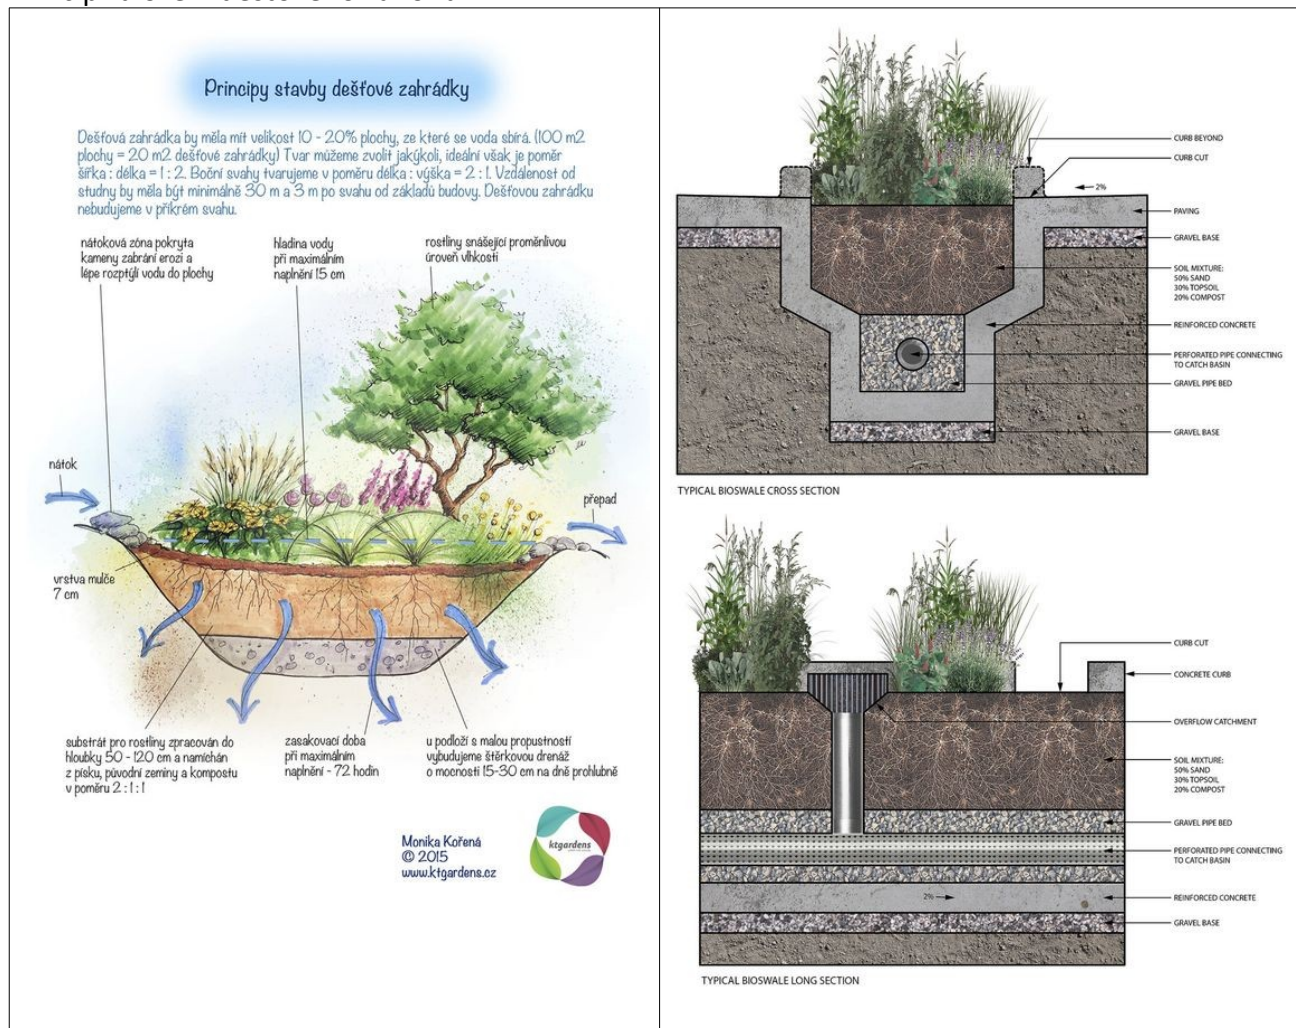 Principy stavby dešťové zahrádky
Dešťová zahrádka by měla mít velikost 10 - 20% plochy, ze které se voda sbírá. (100 m2
plochy = 20 m2 dešťové zahrádky) Tvar můžeme zvolit jakýkoli, ideální však je poměr
šířka : délka = 1 : 2. Boční svahy tvarujeme v poměru délka : výška = 2 : 1. Vzdálenost od
studny by měla být minimálně 30 m a 3 m po svahu od základů budovy. Dešťovou zahrádku
nebudujeme v příkrém svahu.
nátoková zóna pokryta
kameny zabrání erozi a
lépe rozptýlí vodu do plochy
hladina vody
při maximálním
naplnění 15 cm
rostliny snášející proměnlivou
úroveň vlhkosti
nátok
přepad
vrstva mulče
7 cm
substrát pro rostliny zpracován do
hloubky 50 - 120 cm a namíchán
z písku, původní zeminy a kompostu
v poměru 2 : 1 : 1
zasakovací doba
při maximálním
naplnění - 72 hodin
u podloží s malou propustností
vybudujeme štěrkovou drenáž
o mocnosti 15-30 cm na dně prohlubně
Monika Kořená
© 2015
www.ktgardens.cz
ktgardens
CURB BEYOND
CURB CUT
2%
PAVING
GRAVEL BASE
SOIL MIXTURE:
50% SAND
30% TOPSOIL
20% COMPOST
REINFORCED CONCRETE
PERFORATED PIPE CONNECTING
TO CATCH BASIN
GRAVEL PIPE BED
GRAVEL BASE
TYPICAL BIOSWALE CROSS SECTION
CURB CUT
CONCRETE CURB
OVERFLOW CATCHMENT
SOIL MIXTURE:
50% SAND
30% TOPSOIL
20% COMPOST
GRAVEL PIPE BED
PERFORATED PIPE CONNECTING
TO CATCH BASIN
2%
REINFORCED CONCRETE
GRAVEL BASE
TYPICAL BIOSWALE LONG SECTION